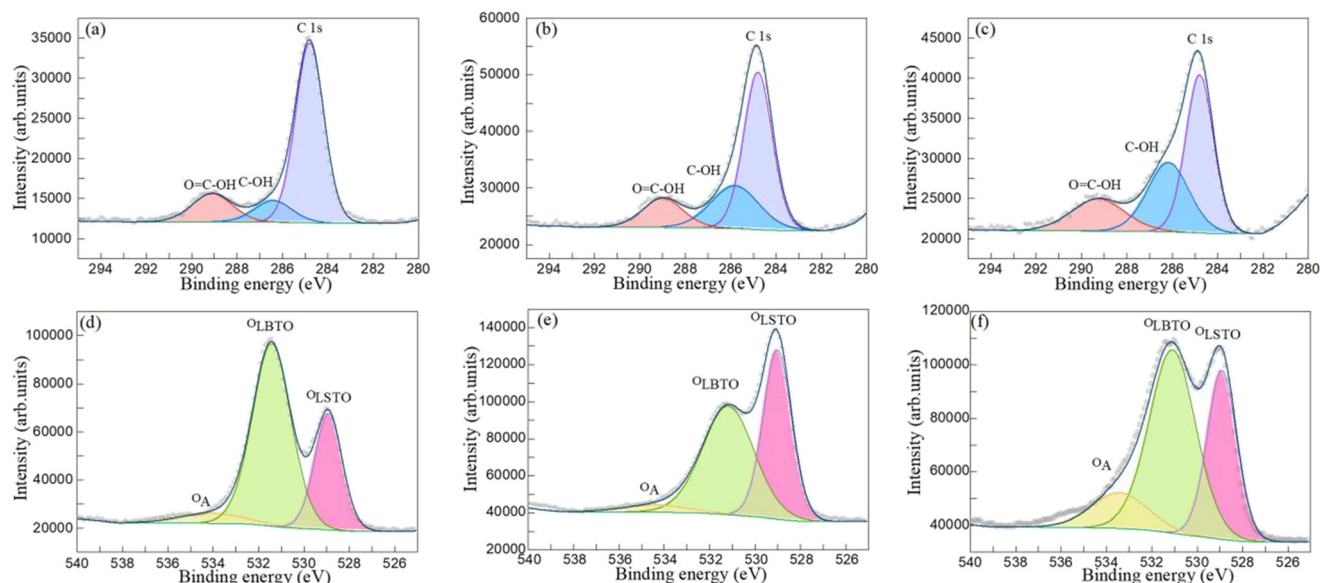 (a)
C 1s
O=C-OH
C-OH
35000
30000
25000
20000
15000
10000
Intensity (arb.units)
294 292 290 288 286 284 282 280
Binding energy (eV)
(b)
C 1s
C-OH
O=C-OH
60000
50000
40000
30000
20000
Intensity (arb.units)
294 292 290 288 286 284 282 280
Binding energy (eV)
(c)
C 1s
C-OH
O=C-OH
45000
40000
35000
30000
25000
20000
Intensity (arb.units)
294 292 290 288 286 284 282 280
Binding energy (eV)
(d)
OLBTO
OLSTO
OA
100000
80000
60000
40000
20000
Intensity (arb.units)
540 538 536 534 532 530 528 526
Binding energy (eV)
(e)
OLSTO
OLBTO
OA
140000
120000
100000
80000
60000
40000
20000
Intensity (arb.units)
540 538 536 534 532 530 528 526
Binding energy (eV)
(f)
OLBTO
OLSTO
OA
120000
100000
80000
60000
40000
Intensity (arb.units)
540 538 536 534 532 530 528 526
Binding energy (eV)